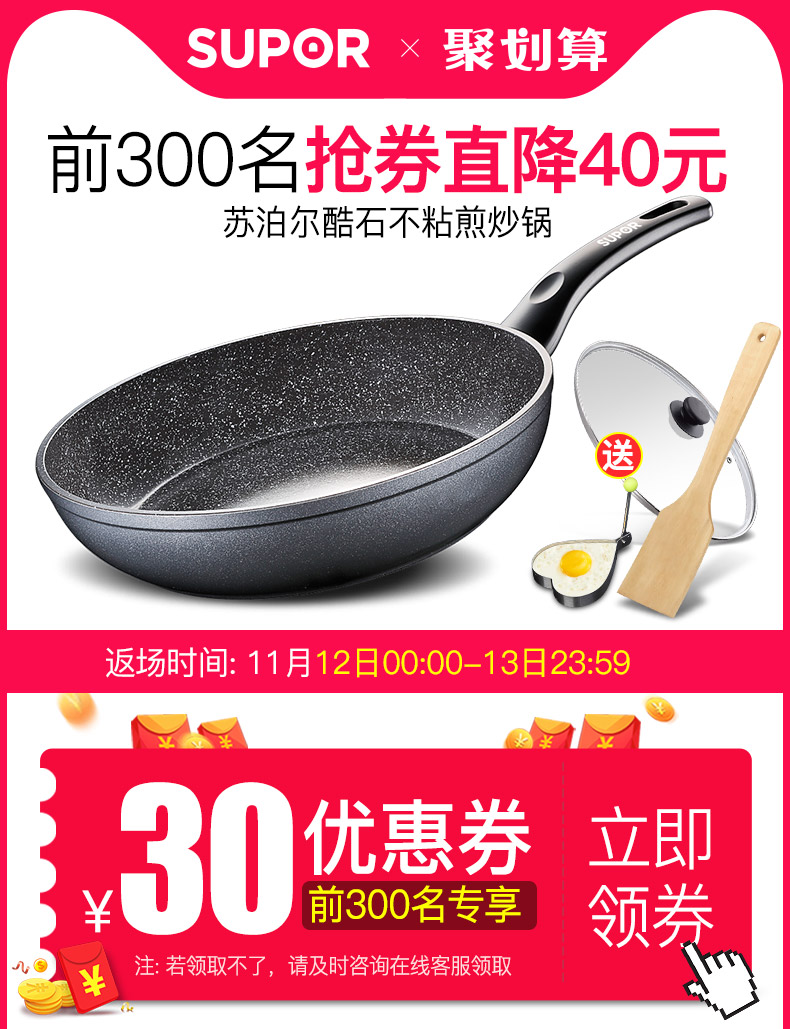 SUPOR × 聚划算
前300名抢券直降40元
苏泊尔酷石不粘煎炒锅
SUPOR
送
返场时间: 11月12日00:00-13日23:59
¥30优惠券
前300名专享
注: 若领取不了，请及时咨询在线客服领取
立即
领券